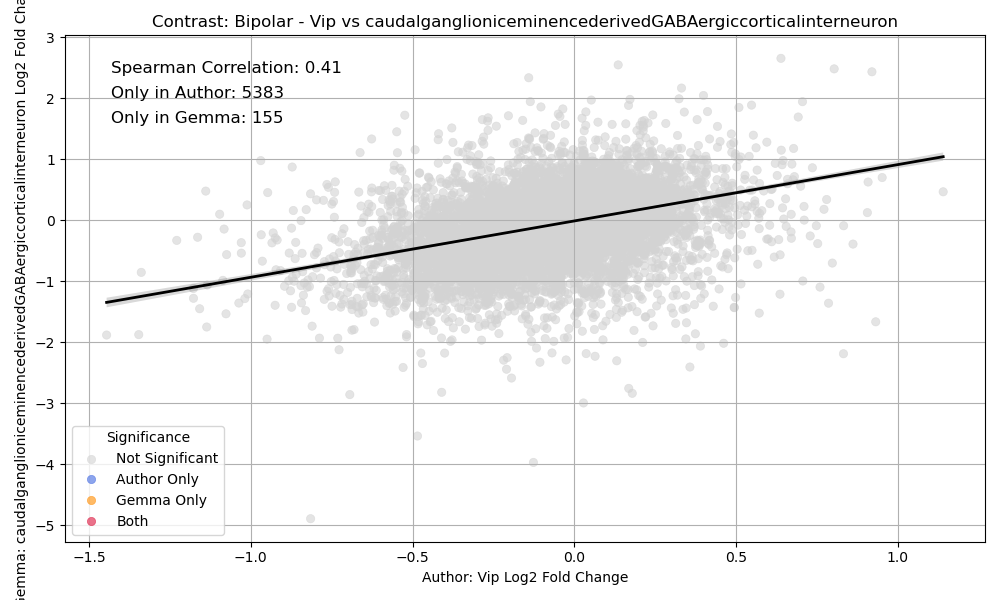 Contrast: Bipolar - Vip vs caudalganglioniceminencederivedGABAergiccorticalinterneuron
Spearman Correlation: 0.41
Only in Author: 5383
Only in Gemma: 155
3
2
1
0
−1
−2
−3
−4
−5
Significance
Not Significant
Author Only
Gemma Only
Both
−1.5
−1.0
−0.5
0.0
0.5
1.0
Author: Vip Log2 Fold Change
caudalganglioniceminencederivedGABAergiccorticalinterneuron Log2 Fold